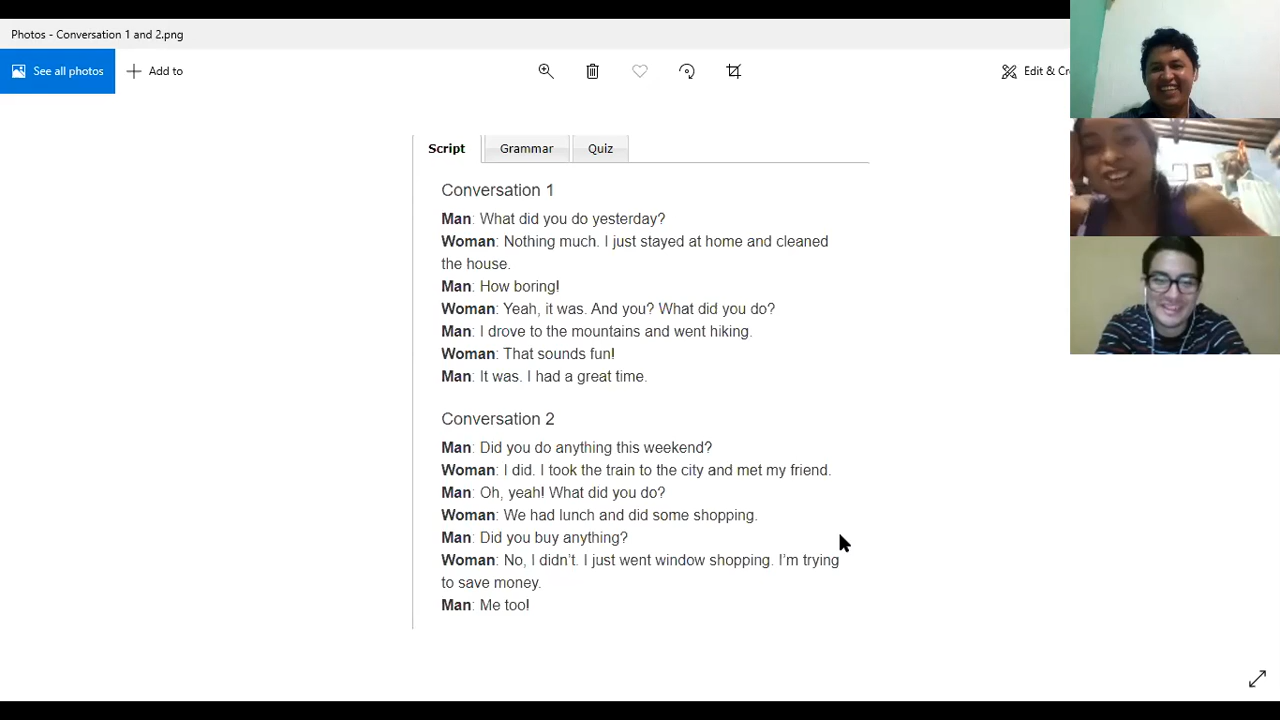 Photos - Conversation 1 and 2.png
See all photos
Add to
Edit & Cr
Script
Grammar
Quiz
Conversation 1
Man: What did you do yesterday?
Woman: Nothing much. I just stayed at home and cleaned
the house.
Man: How boring!
Woman: Yeah, it was. And you? What did you do?
Man: I drove to the mountains and went hiking.
Woman: That sounds fun!
Man: It was. I had a great time.
Conversation 2
Man: Did you do anything this weekend?
Woman: I did. I took the train to the city and met my friend.
Man: Oh, yeah! What did you do?
Woman: We had lunch and did some shopping.
Man: Did you buy anything?
Woman: No, I didn't. I just went window shopping. I'm trying
to save money.
Man: Me too!